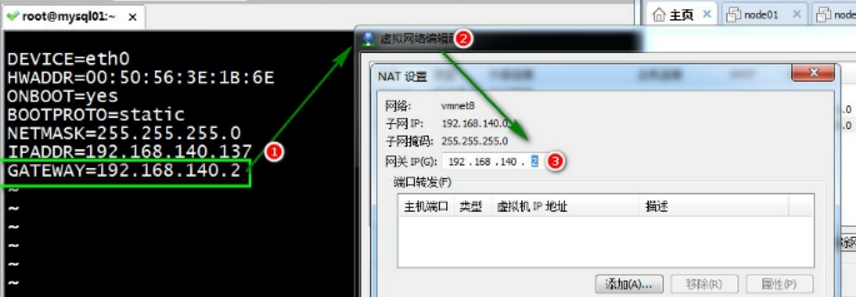 root@mysql01:~ ×
主页 ×
node01 ×
node
DEVICE=eth0
HWADDR=00:50:56:3E:1B:6E
ONBOOT=yes
BOOTPROTO=static
NETMASK=255.255.255.0
IPADDR=192.168.140.137
GATEWAY=192.168.140.2
~
~
~
~
~
~
1
虚拟网络编辑
2
NAT 设置
网络: vmnet8
子网 IP: 192.168.140.0
子网掩码: 255.255.255.0
网关 IP(G): 192 .168 .140 . 2
3
端口转发(F)
主机端口 类型 虚拟机 IP 地址 描述
添加(A)... 移除(R) 属性(P)